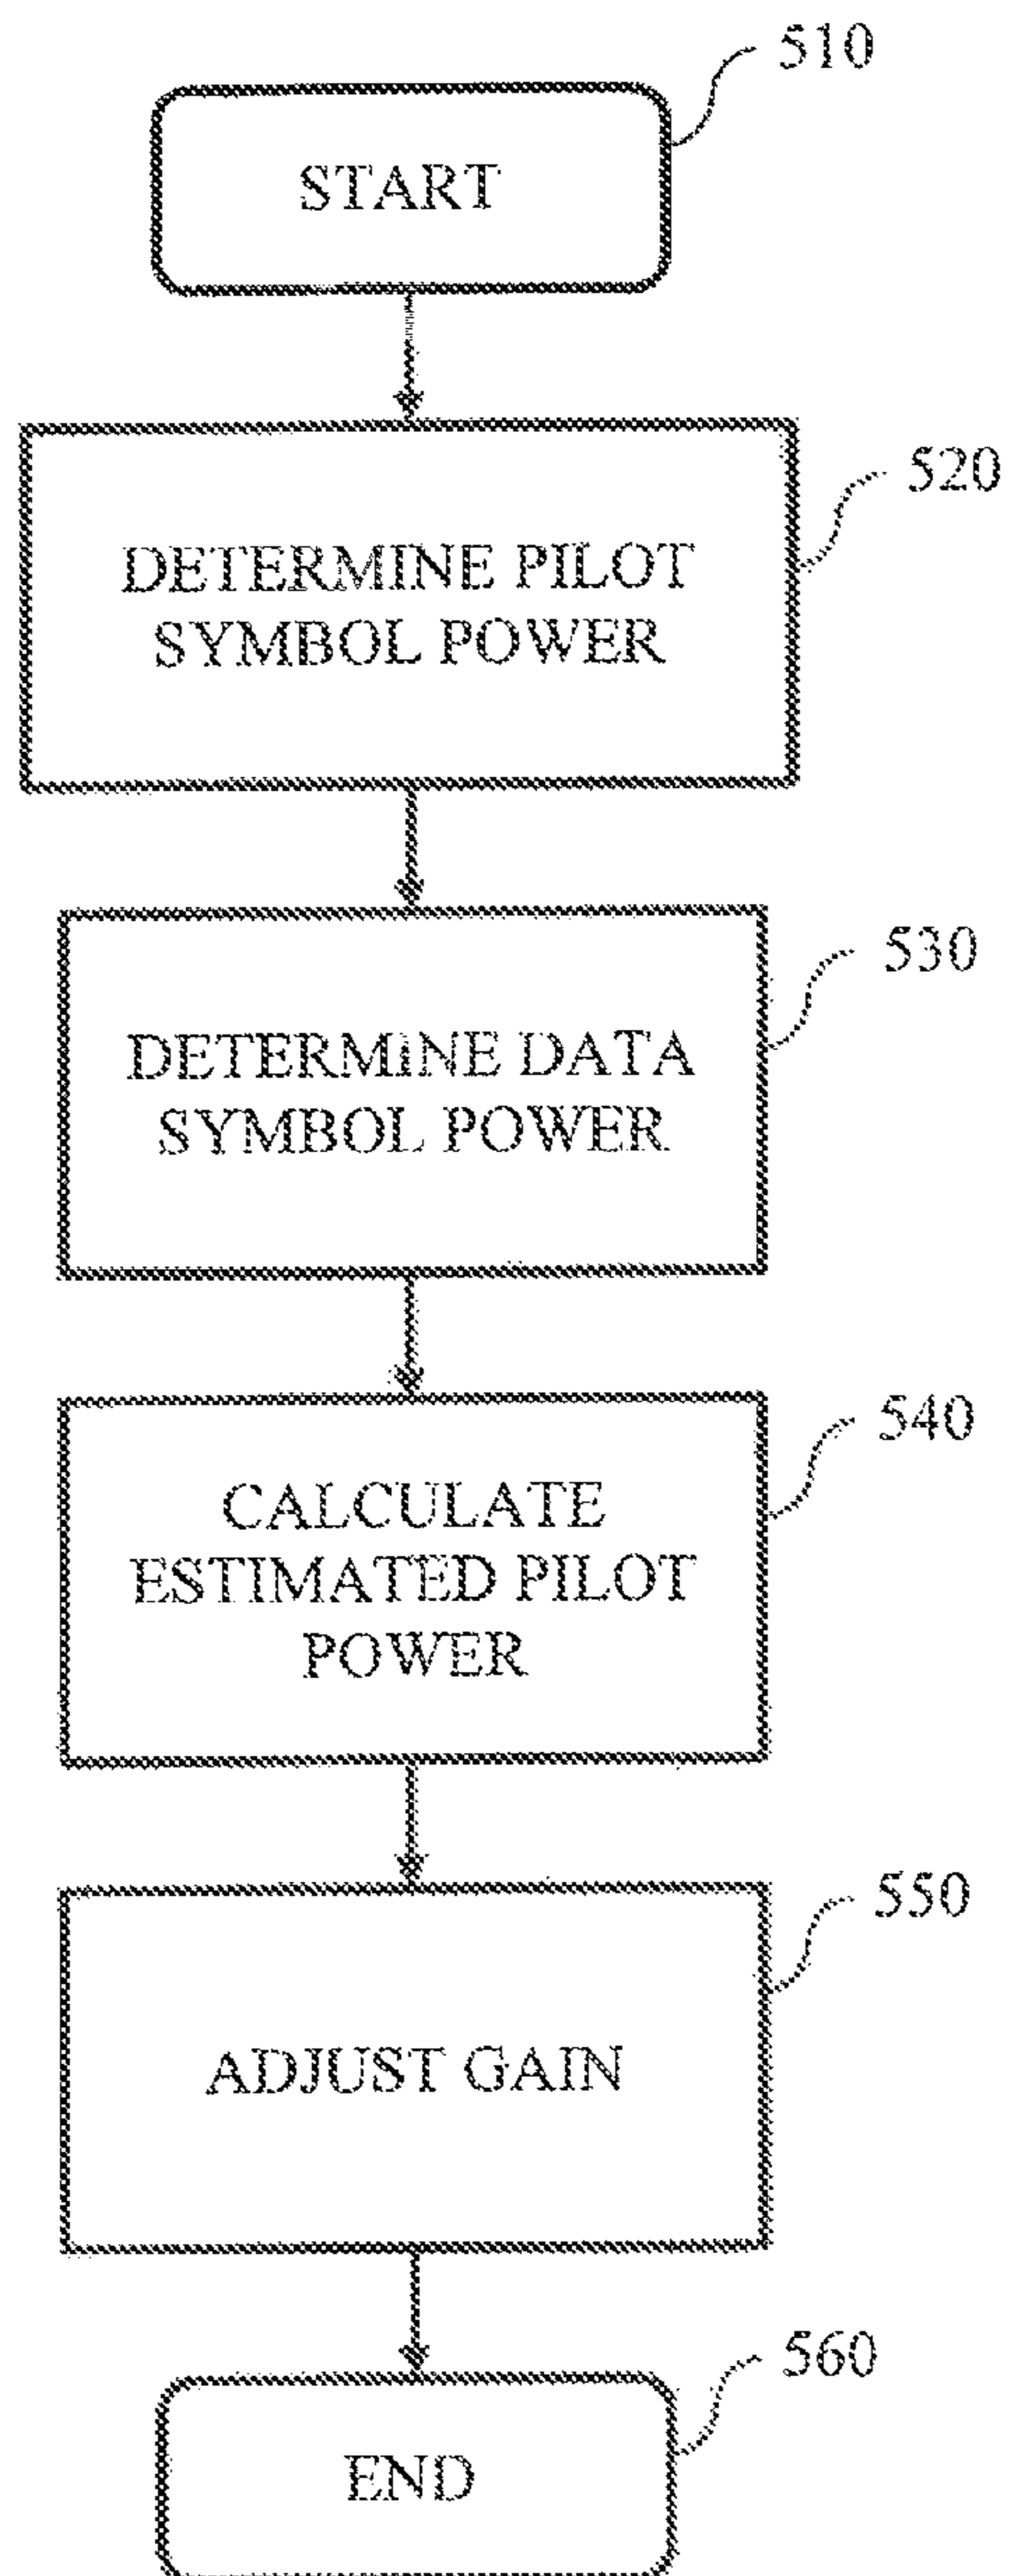 510
START
520
DETERMINE PILOT
SYMBOL POWER
530
DETERMINE DATA
SYMBOL POWER
540
CALCULATE
ESTIMATED PILOT
POWER
550
ADJUST GAIN
560
END